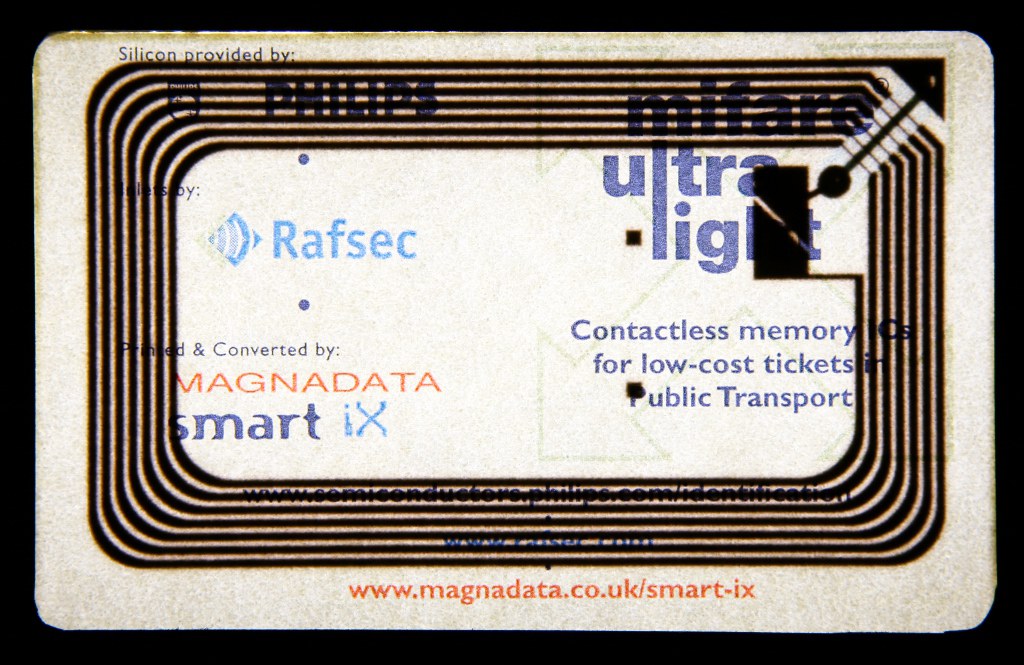 Silicon provided by:
PHILIPS
mifare®
ultra
light
Inlets by:
Rafsec
Contactless memory ICs
for low-cost tickets in
Public Transport
Printed & Converted by:
MAGNADATA
smart iX
www.semiconductors.philips.com/identification
www.rafsec.com
www.magnadata.co.uk/smart-ix